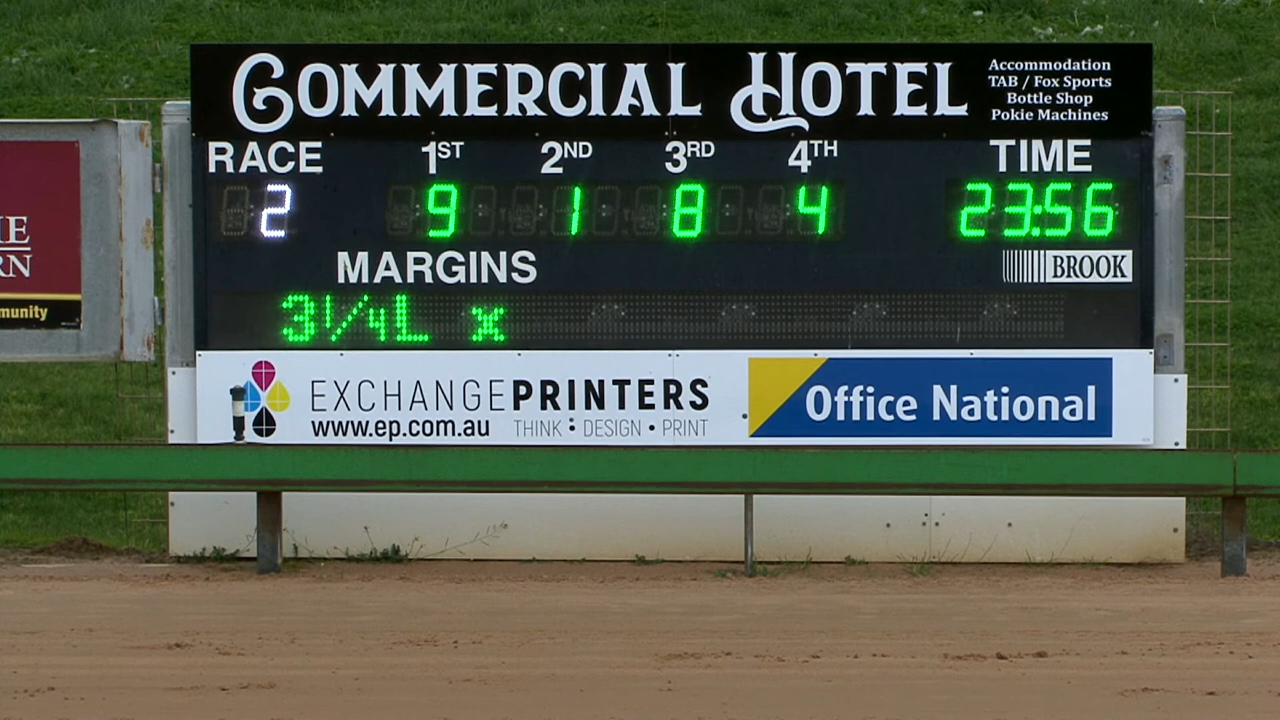 COMMERCIAL HOTEL
Accommodation
TAB / Fox Sports
Bottle Shop
Pokie Machines
RACE 1ST 2ND 3RD 4TH TIME
2 9 1 8 4 23:56
MARGINS
BROOK
3 1/4L x
EXCHANGEPRINTERS
www.ep.com.au THINK • DESIGN • PRINT
Office National
RN
munity